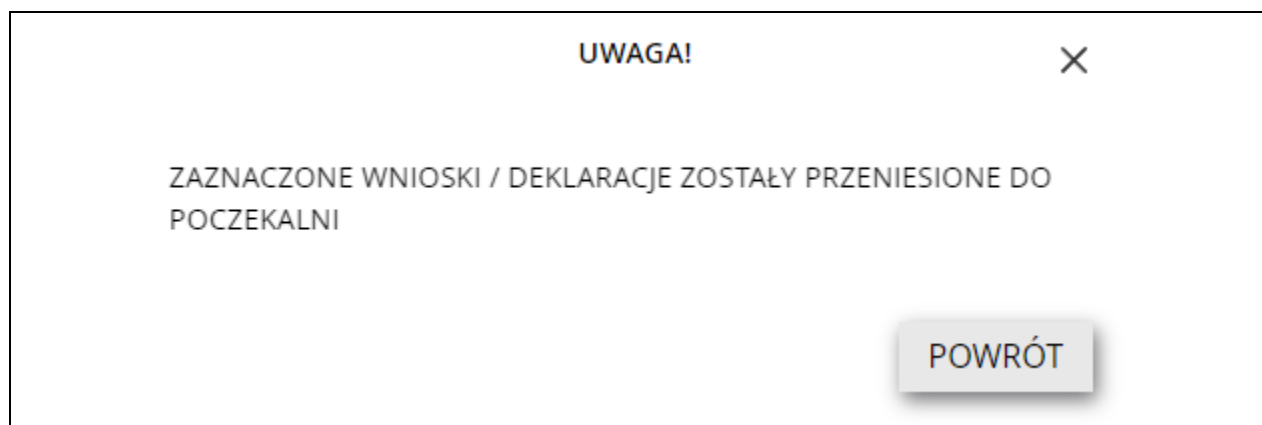 UWAGA!
ZAZNACZONE WNIOSKI / DEKLARACJE ZOSTAŁY PRZENIESIONE DO
POCZEKALNI
POWRÓT